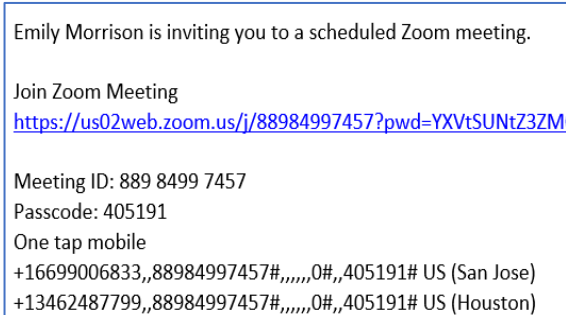 Emily Morrison is inviting you to a scheduled Zoom meeting.
Join Zoom Meeting
https://us02web.zoom.us/j/88984997457?pwd=YXVtSUNtZ3ZM
Meeting ID: 889 8499 7457
Passcode: 405191
One tap mobile
+16699006833,,88984997457#,,,,,,0#,,405191# US (San Jose)
+13462487799,,88984997457#,,,,,,0#,,405191# US (Houston)